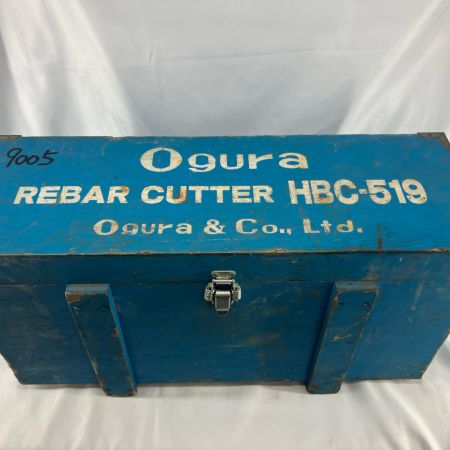 9005
Ogura
REBAR CUTTER HBC-519
Ogura & Co., Ltd.